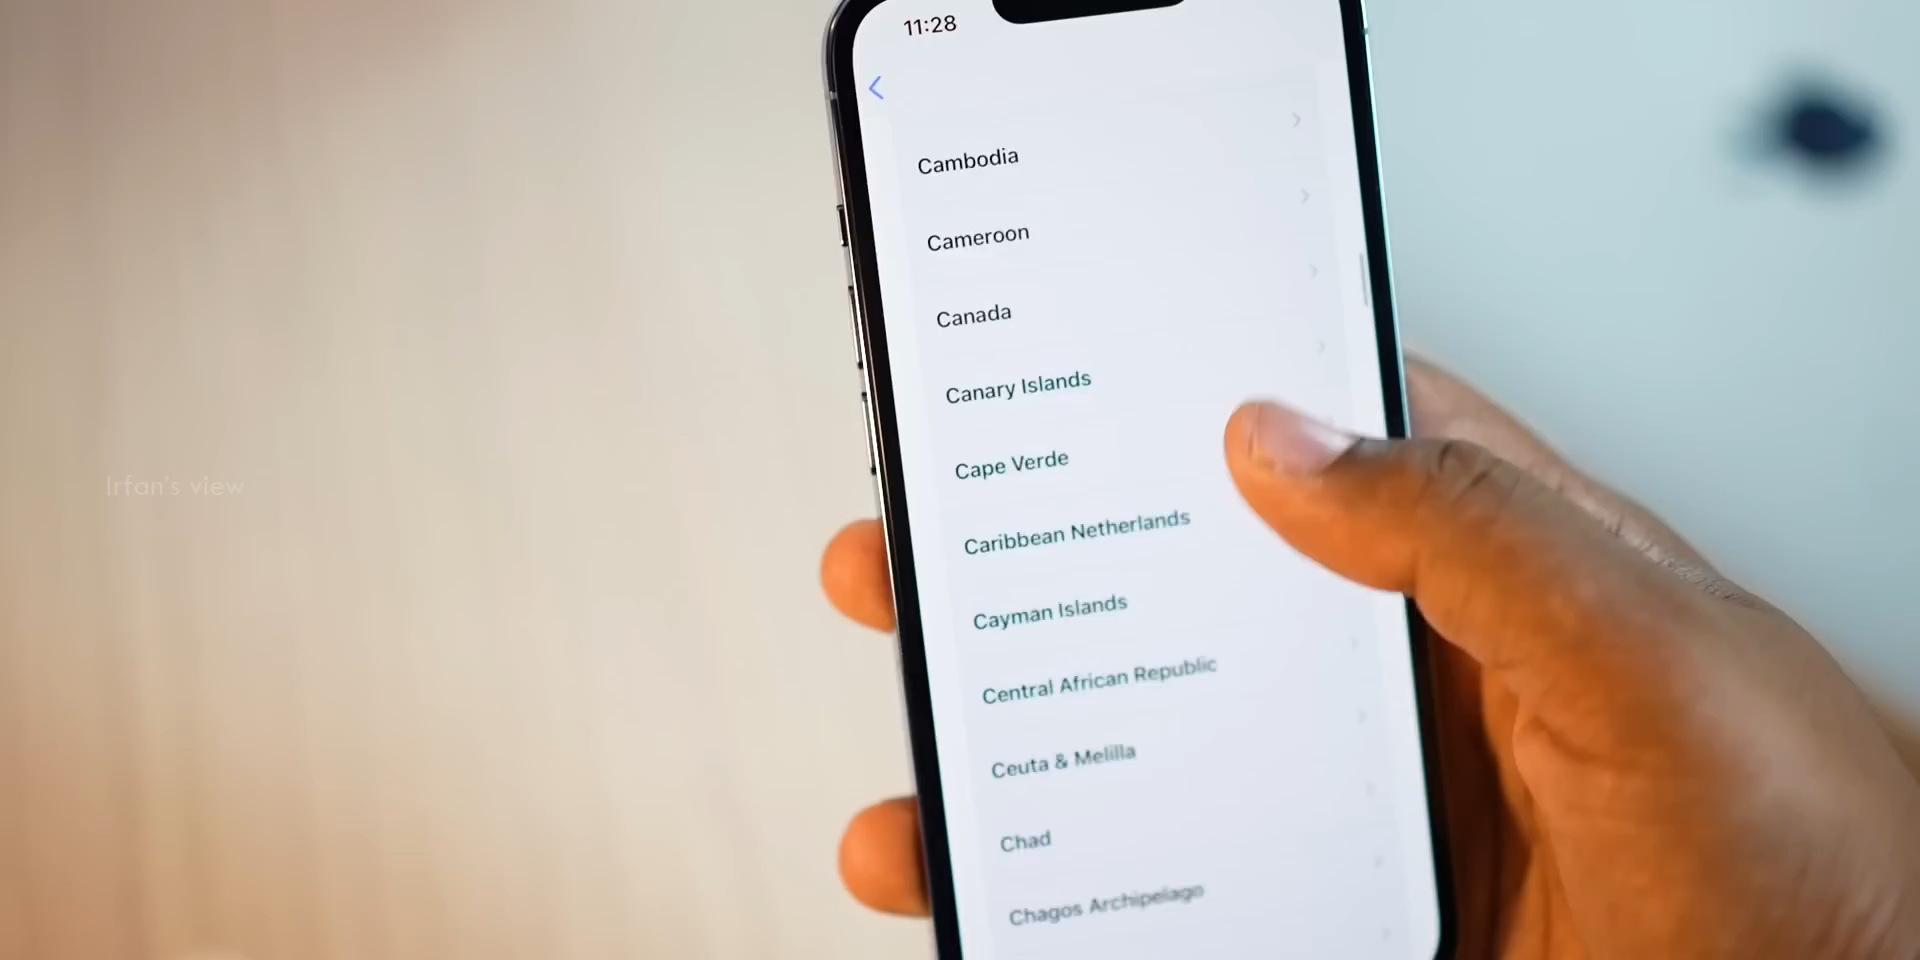 11:28
Cambodia
Cameroon
Canada
Canary Islands
Cape Verde
Caribbean Netherlands
Cayman Islands
Central African Republic
Ceuta & Melilla
Chad
Chagos Archipelago
Irfan's view